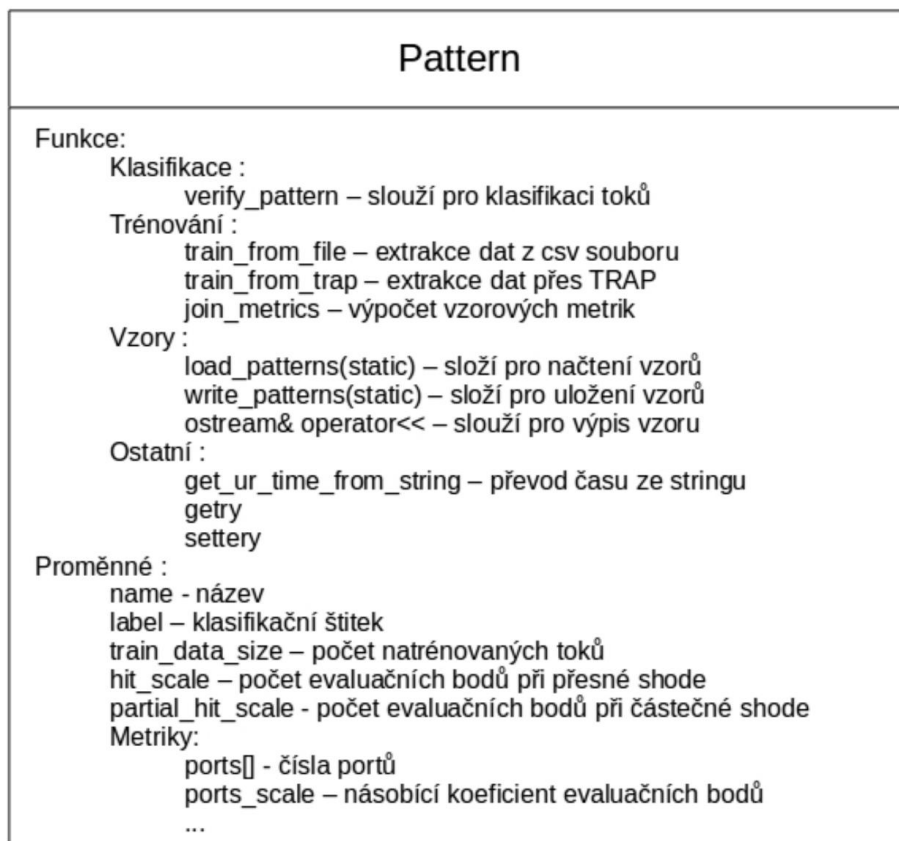 Pattern
Funkce:
Klasifikace :
verify_pattern – slouží pro klasifikaci toků
Trénování :
train_from_file – extrakce dat z csv souboru
train_from_trap – extrakce dat přes TRAP
join_metrics – výpočet vzorových metrik
Vzory :
load_patterns(static) – složí pro načtení vzorů
write_patterns(static) – složí pro uložení vzorů
ostream& operator<< – slouží pro výpis vzoru
Ostatní :
get_ur_time_from_string – převod času ze stringu
getry
settery
Proměnné :
name - název
label – klasifikační štitek
train_data_size – počet natrénovaných toků
hit_scale – počet evaluačních bodů při přesné shode
partial_hit_scale - počet evaluačních bodů při částečné shode
Metriky:
ports[] - čísla portů
ports_scale – násobící koeficient evaluačních bodů
...